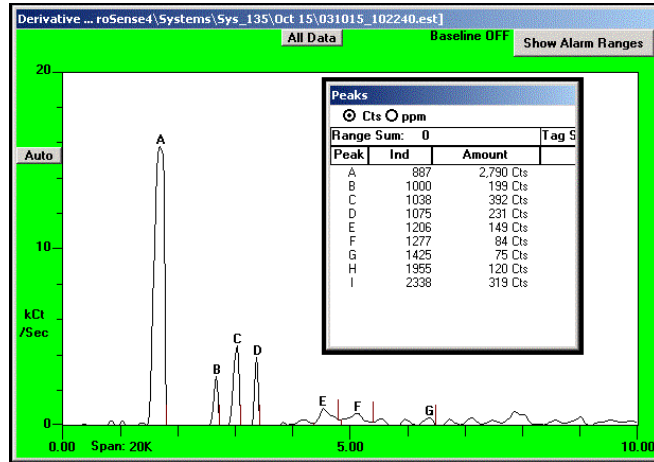 Derivative ... roSense4\Systems\Sys_135\Oct 15\031015_102240.est]
All Data
Baseline OFF
Show Alarm Ranges
20
Auto
10
kCt
/Sec
0
0.00 Span: 20K 5.00 10.00
A
B
C
D
E
F
G
Peaks
Cts ppm
Range Sum: 0 Tag S
Peak Ind Amount
A 887 2,790 Cts
B 1000 199 Cts
C 1038 392 Cts
D 1075 231 Cts
E 1206 149 Cts
F 1277 84 Cts
G 1425 75 Cts
H 1955 120 Cts
I 2338 319 Cts